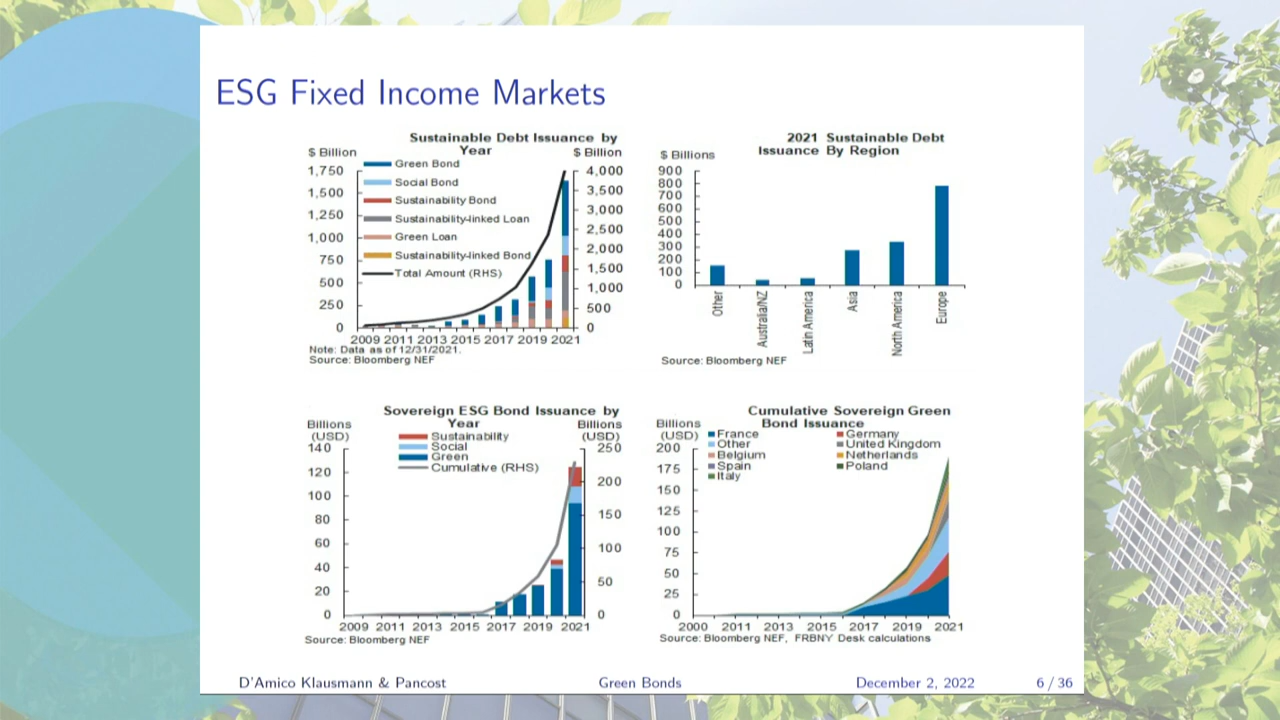 ESG Fixed Income Markets
Sustainable Debt Issuance by
Year
$ Billion
$ Billion
Green Bond
Social Bond
Sustainability Bond
Sustainability-linked Loan
Green Loan
Sustainability-linked Bond
Total Amount (RHS)
1,750
1,500
1,250
1,000
750
500
250
0
4,000
3,500
3,000
2,500
2,000
1,500
1,000
500
0
2009 2011 2013 2015 2017 2019 2021
Note: Data as of 12/31/2021.
Source: Bloomberg NEF
2021 Sustainable Debt
Issuance By Region
$ Billions
900
800
700
600
500
400
300
200
100
0
Other
Australia/NZ
Latin America
Asia
North America
Europe
Source: Bloomberg NEF
Sovereign ESG Bond Issuance by
Year
Billions
(USD)
Billions
(USD)
Sustainability
Social
Green
Cumulative (RHS)
140
120
100
80
60
40
20
0
250
200
150
100
50
0
2009 2011 2013 2015 2017 2019 2021
Source: Bloomberg NEF
Cumulative Sovereign Green
Bond Issuance
Billions
(USD)
France
Germany
Other
United Kingdom
Belgium
Netherlands
Spain
Poland
Italy
200
175
150
125
100
75
50
25
0
2000 2011 2013 2015 2017 2019 2021
Source: Bloomberg NEF, FRBNY Desk calculations
D'Amico Klausmann & Pancost
Green Bonds
December 2, 2022
6 / 36